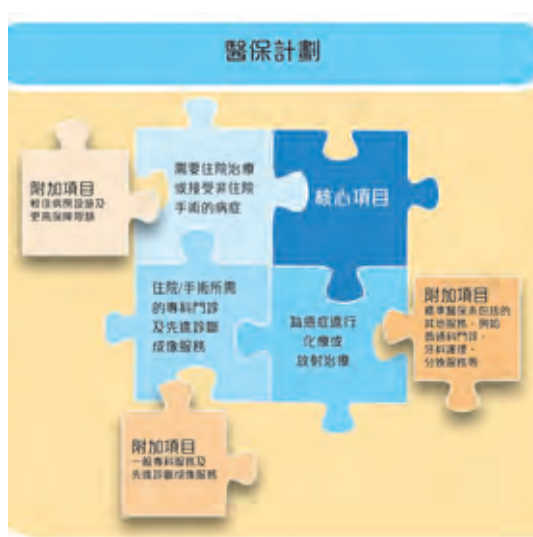 醫保計劃
需要住院治療
或接受非住院
手術的病症
核心項目
附加項目
較佳病房設施及
更高保障限額
住院/手術所需
的專科門診
及先進診斷
成像服務
為癌症進行
化療或
放射治療
附加項目
標準醫保未包括的
其他服務，例如
普通科門診、
牙科護理、
分娩服務等
附加項目
一般專科服務及
先進診斷成像服務